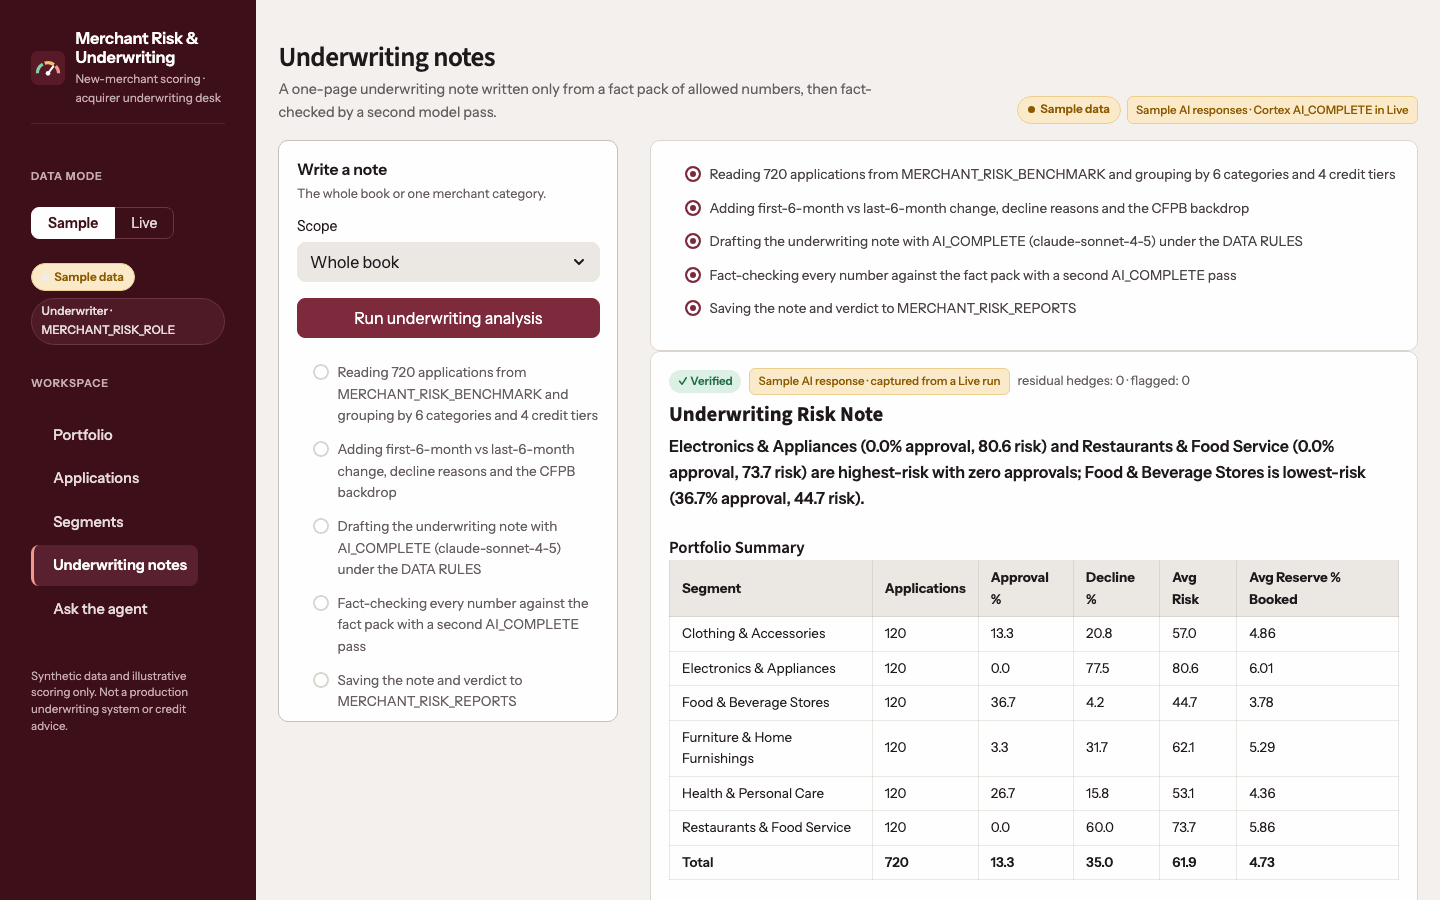 Merchant Risk &
Underwriting
New-merchant scoring ·
acquirer underwriting desk
DATA MODE
Sample
Live
Sample data
Underwriter ·
MERCHANT_RISK_ROLE
WORKSPACE
Portfolio
Applications
Segments
Underwriting notes
Ask the agent
Synthetic data and illustrative
scoring only. Not a production
underwriting system or credit
advice.
Underwriting notes
A one-page underwriting note written only from a fact pack of allowed numbers, then fact-
checked by a second model pass.
Sample data
Sample AI responses · Cortex AI_COMPLETE in Live
Write a note
The whole book or one merchant category.
Scope
Whole book
Run underwriting analysis
Reading 720 applications from
MERCHANT_RISK_BENCHMARK and
grouping by 6 categories and 4 credit tiers
Adding first-6-month vs last-6-month
change, decline reasons and the CFPB
backdrop
Drafting the underwriting note with
AI_COMPLETE (claude-sonnet-4-5)
under the DATA RULES
Fact-checking every number against the
fact pack with a second AI_COMPLETE
pass
Saving the note and verdict to
MERCHANT_RISK_REPORTS
Reading 720 applications from MERCHANT_RISK_BENCHMARK and grouping by 6 categories and 4 credit tiers
Adding first-6-month vs last-6-month change, decline reasons and the CFPB backdrop
Drafting the underwriting note with AI_COMPLETE (claude-sonnet-4-5) under the DATA RULES
Fact-checking every number against the fact pack with a second AI_COMPLETE pass
Saving the note and verdict to MERCHANT_RISK_REPORTS
✓ Verified
Sample AI response · captured from a Live run
residual hedges: 0 · flagged: 0
Underwriting Risk Note
Electronics & Appliances (0.0% approval, 80.6 risk) and Restaurants & Food Service (0.0%
approval, 73.7 risk) are highest-risk with zero approvals; Food & Beverage Stores is lowest-risk
(36.7% approval, 44.7 risk).
Portfolio Summary
Segment Applications Approval % Decline % Avg Risk Avg Reserve % Booked
Clothing & Accessories 120 13.3 20.8 57.0 4.86
Electronics & Appliances 120 0.0 77.5 80.6 6.01
Food & Beverage Stores 120 36.7 4.2 44.7 3.78
Furniture & Home Furnishings 120 3.3 31.7 62.1 5.29
Health & Personal Care 120 26.7 15.8 53.1 4.36
Restaurants & Food Service 120 0.0 60.0 73.7 5.86
Total 720 13.3 35.0 61.9 4.73